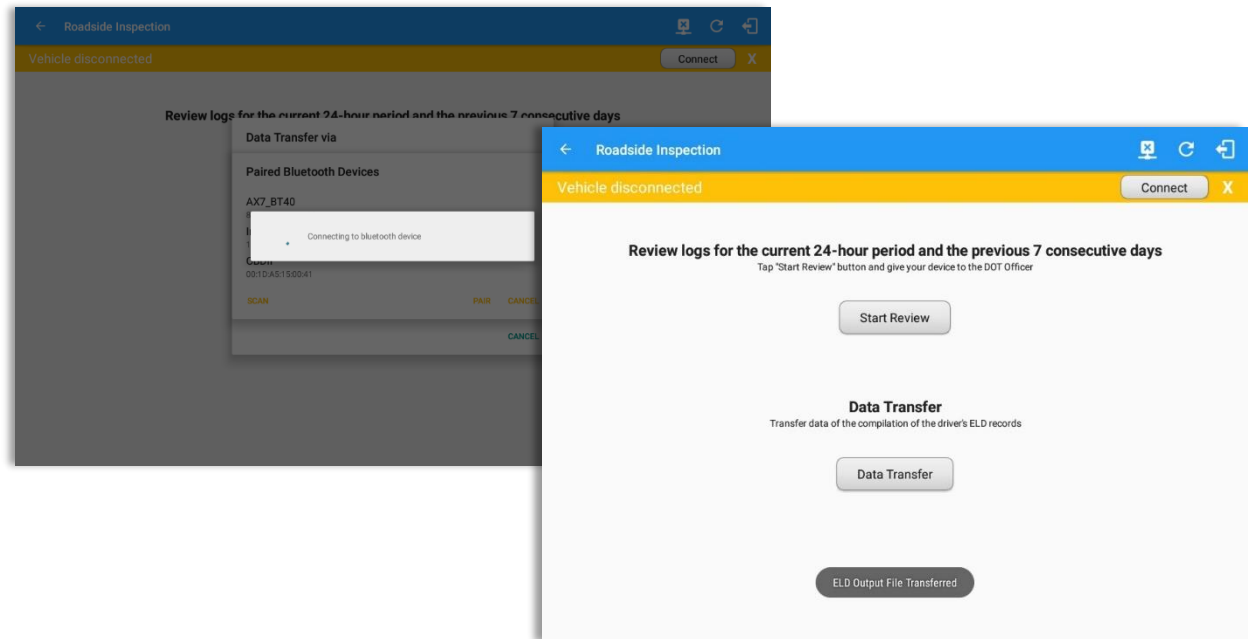 Roadside Inspection
Vehicle disconnected
Connect X
Review logs for the current 24-hour period and the previous 7 consecutive days
Data Transfer via
Paired Bluetooth Devices
AX7_BT40
Connecting to bluetooth device
00:1D:A5:15:00:41
SCAN PAIR CANCEL
CANCEL
Roadside Inspection
Vehicle disconnected
Connect X
Review logs for the current 24-hour period and the previous 7 consecutive days
Tap "Start Review" button and give your device to the DOT Officer
Start Review
Data Transfer
Transfer data of the compilation of the driver's ELD records
Data Transfer
ELD Output File Transferred